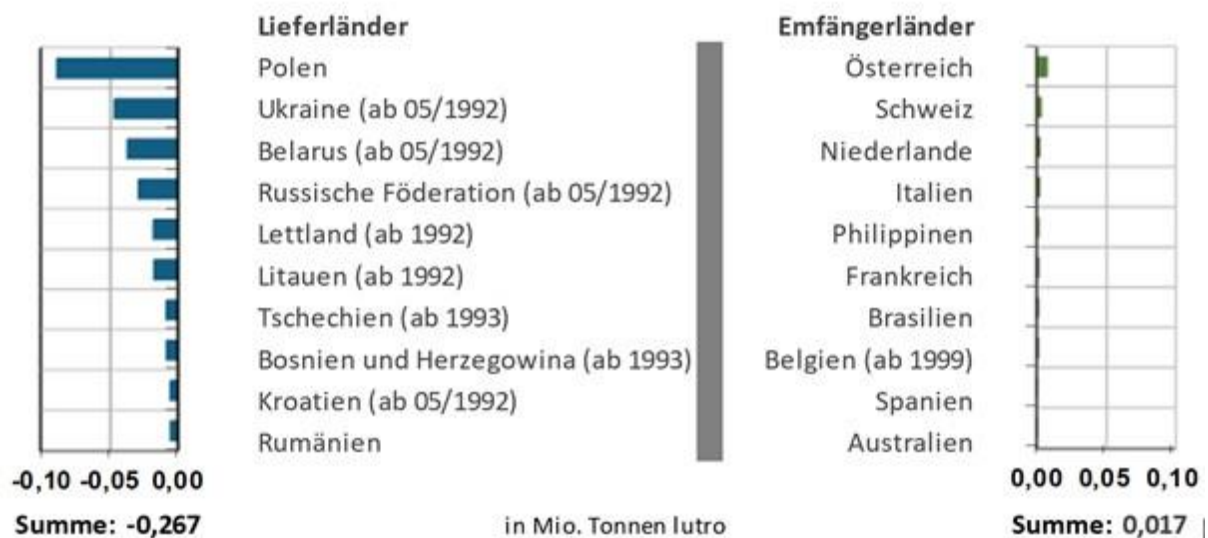 Lieferländer
Emfängerländer
Polen
Österreich
Ukraine (ab 05/1992)
Schweiz
Belarus (ab 05/1992)
Niederlande
Russische Föderation (ab 05/1992)
Italien
Lettland (ab 1992)
Philippinen
Litauen (ab 1992)
Frankreich
Tschechien (ab 1993)
Brasilien
Bosnien und Herzegowina (ab 1993)
Belgien (ab 1999)
Kroatien (ab 05/1992)
Spanien
Rumänien
Australien
-0,10 -0,05 0,00
0,00 0,05 0,10
Summe: -0,267
in Mio. Tonnen lutro
Summe: 0,017